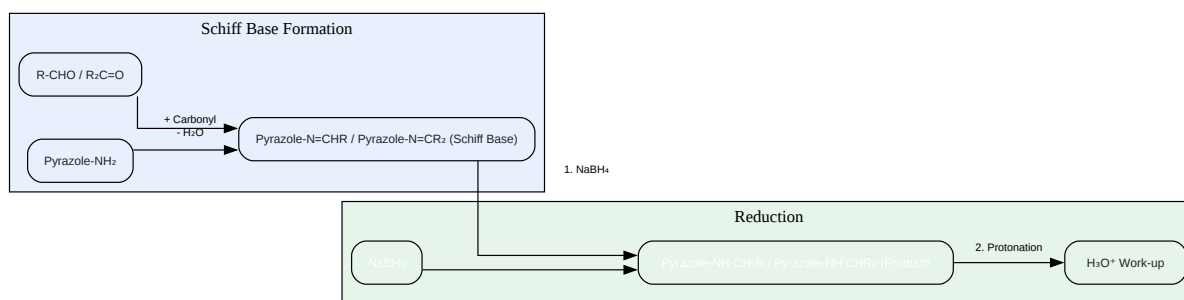 Schiff Base Formation
R-CHO / R₂C=O
+ Carbonyl
- H₂O
Pyrazole-N=CHR / Pyrazole-N=CR₂ (Schiff Base)
Pyrazole-NH₂
1. NaBH₄
Reduction
NaBH₄
Pyrazole-NH-CH₂R / Pyrazole-NH-CHR₂ (Product)
2. Protonation
H₃O⁺ Work-up